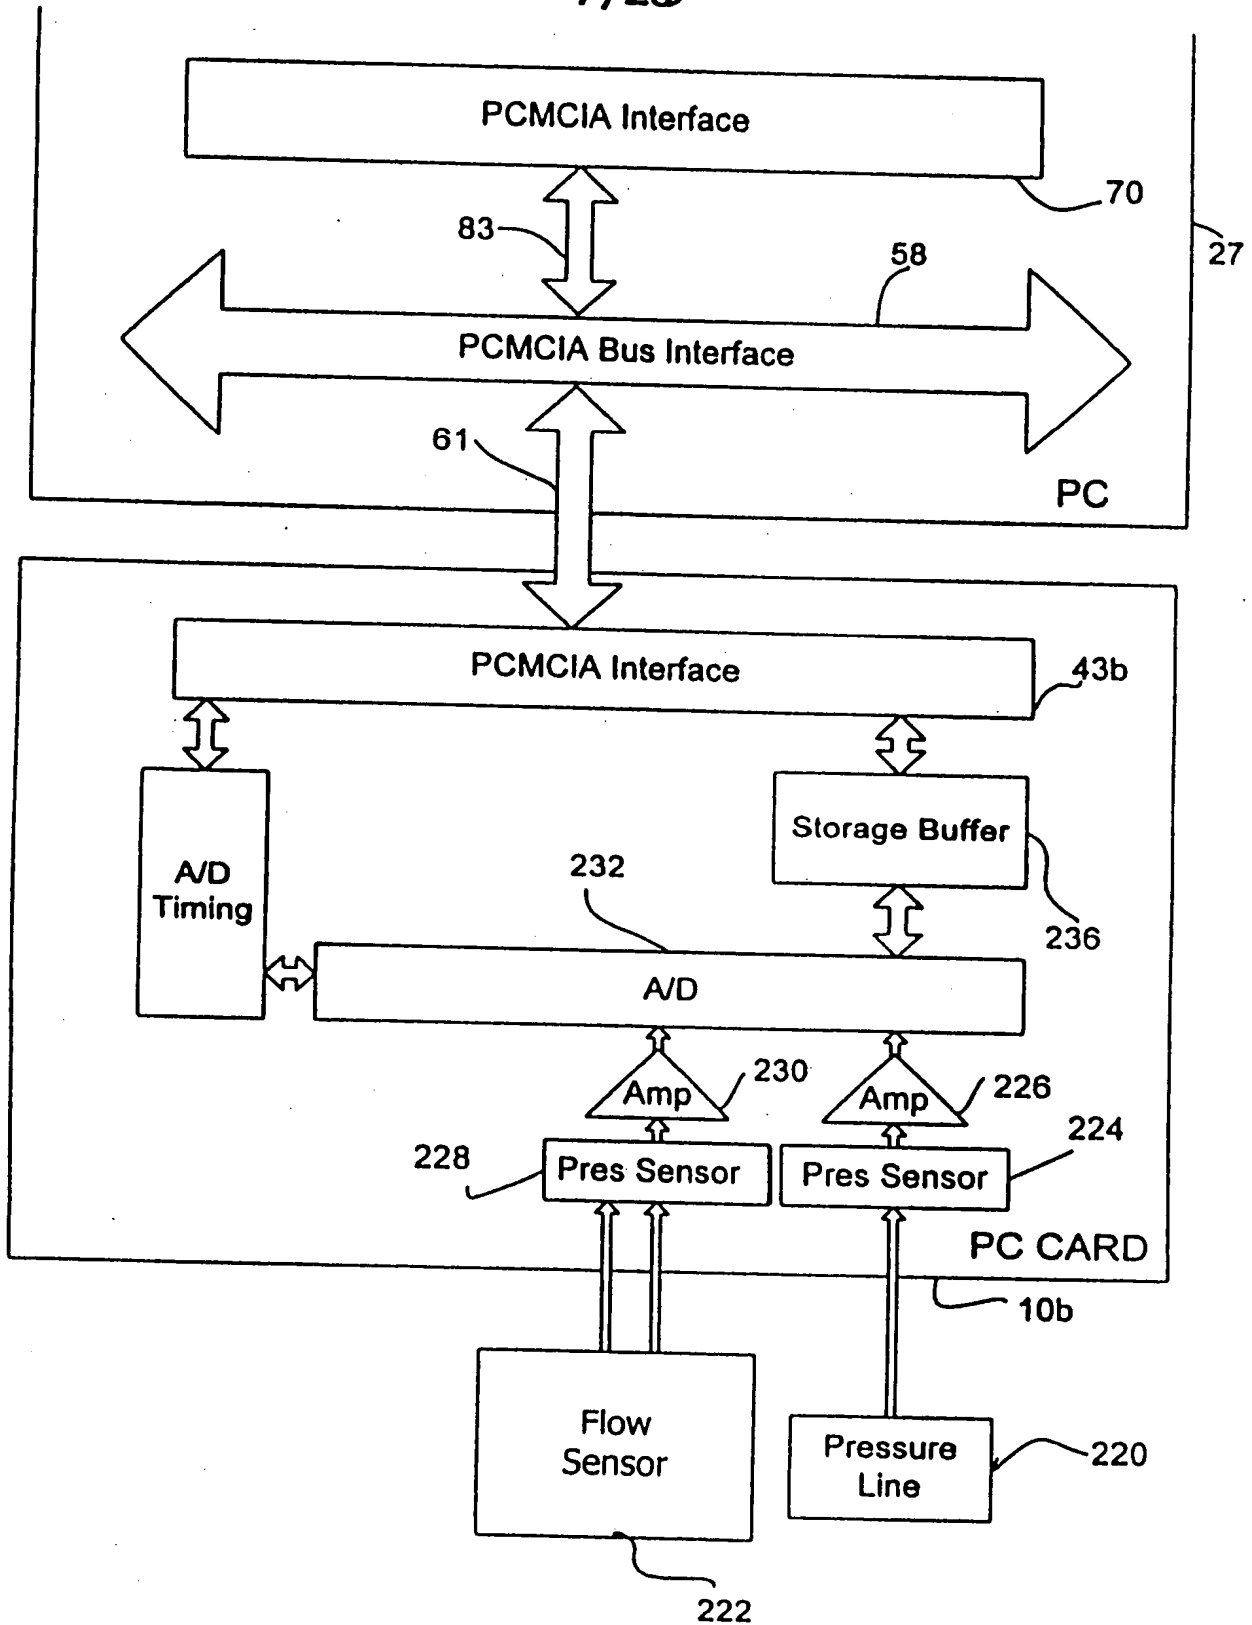 PCMCIA Interface
70
83
27
58
PCMCIA Bus Interface
61
PC
PCMCIA Interface
43b
Storage Buffer
A/D
Timing
232
236
A/D
230
Amp
226
Amp
224
228
Pres Sensor
Pres Sensor
PC CARD
10b
Flow
Sensor
Pressure
Line
220
222